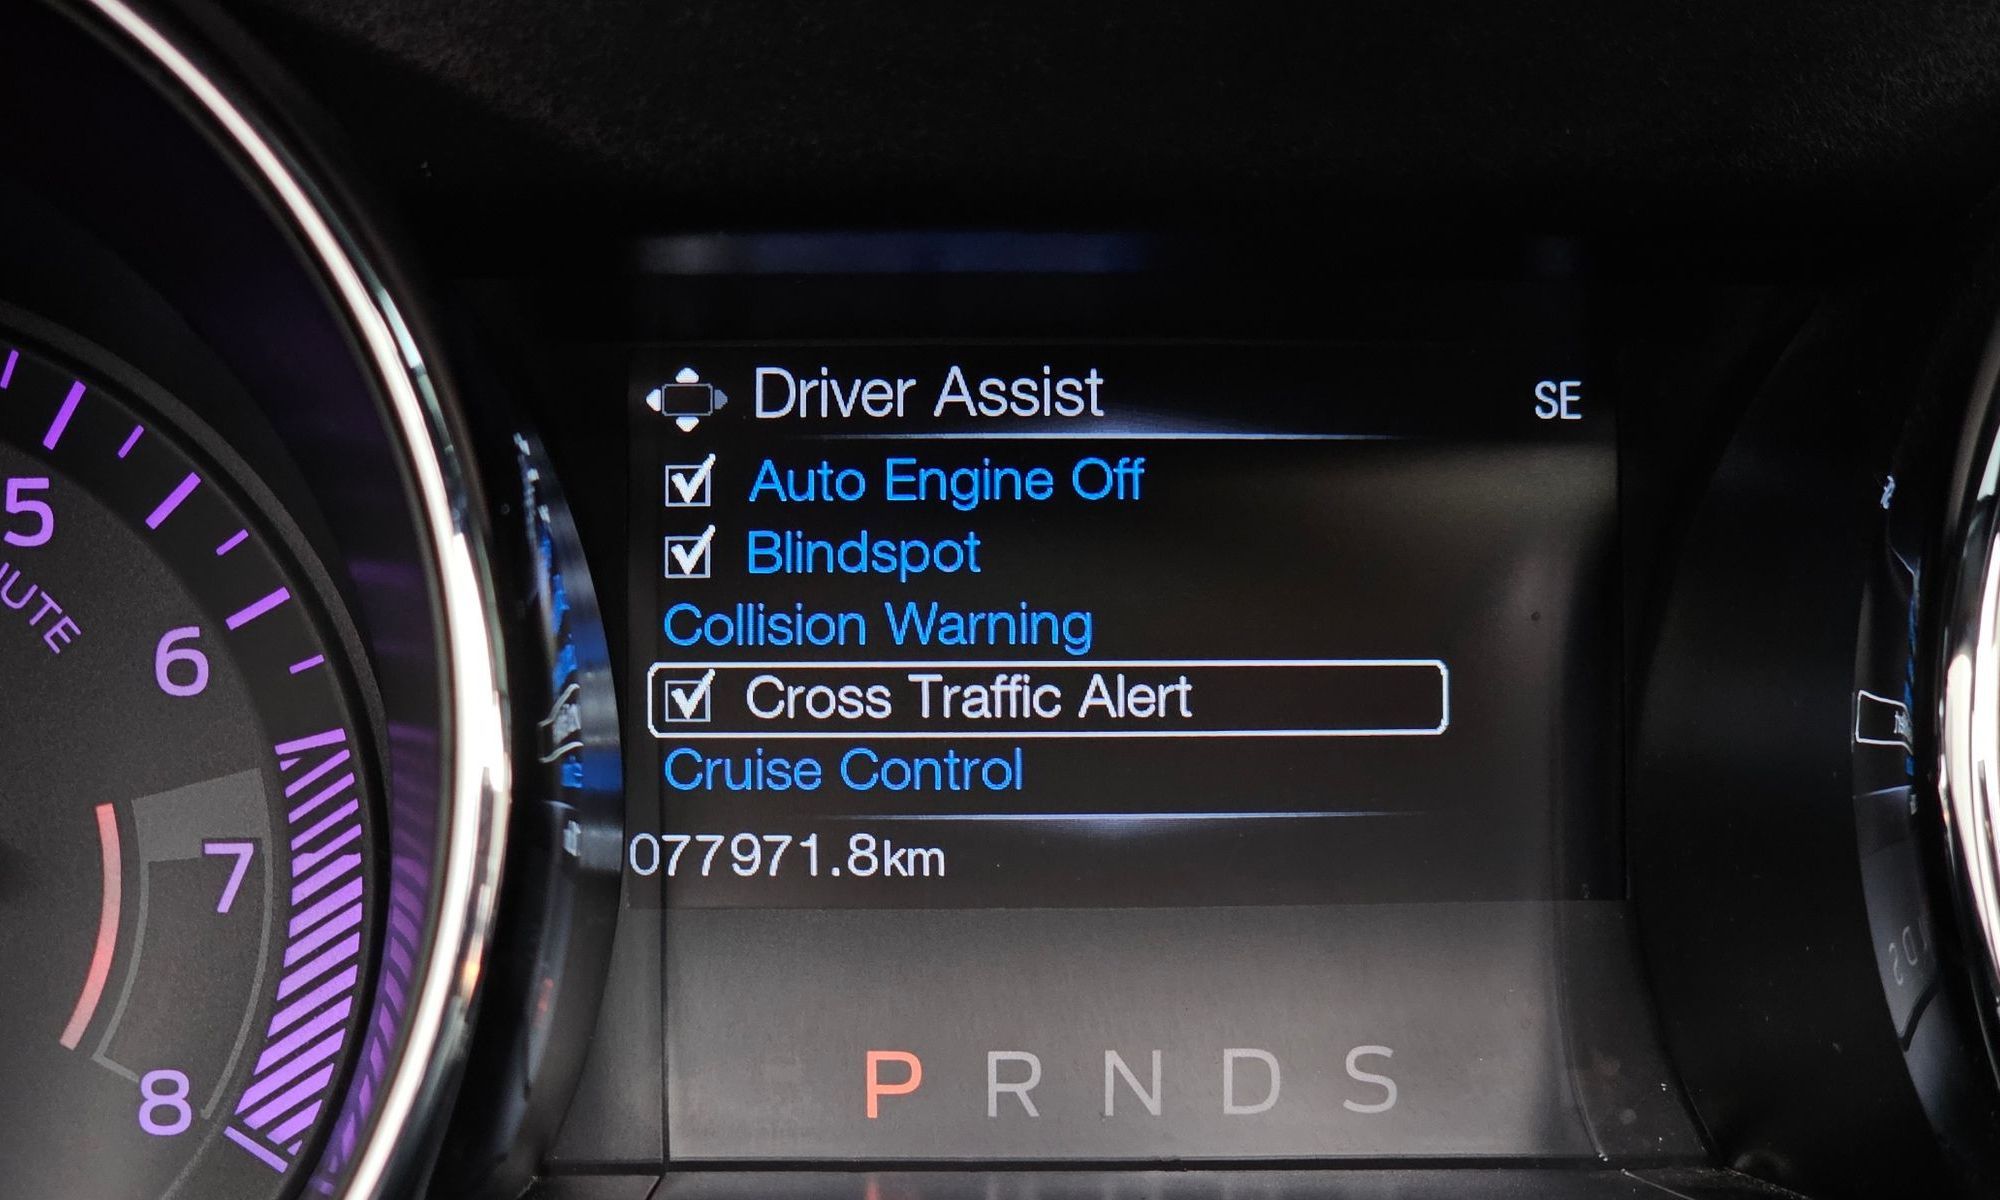 Driver Assist SE
Auto Engine Off
Blindspot
Collision Warning
Cross Traffic Alert
Cruise Control
077971.8km
P R N D S
5
6
7
8